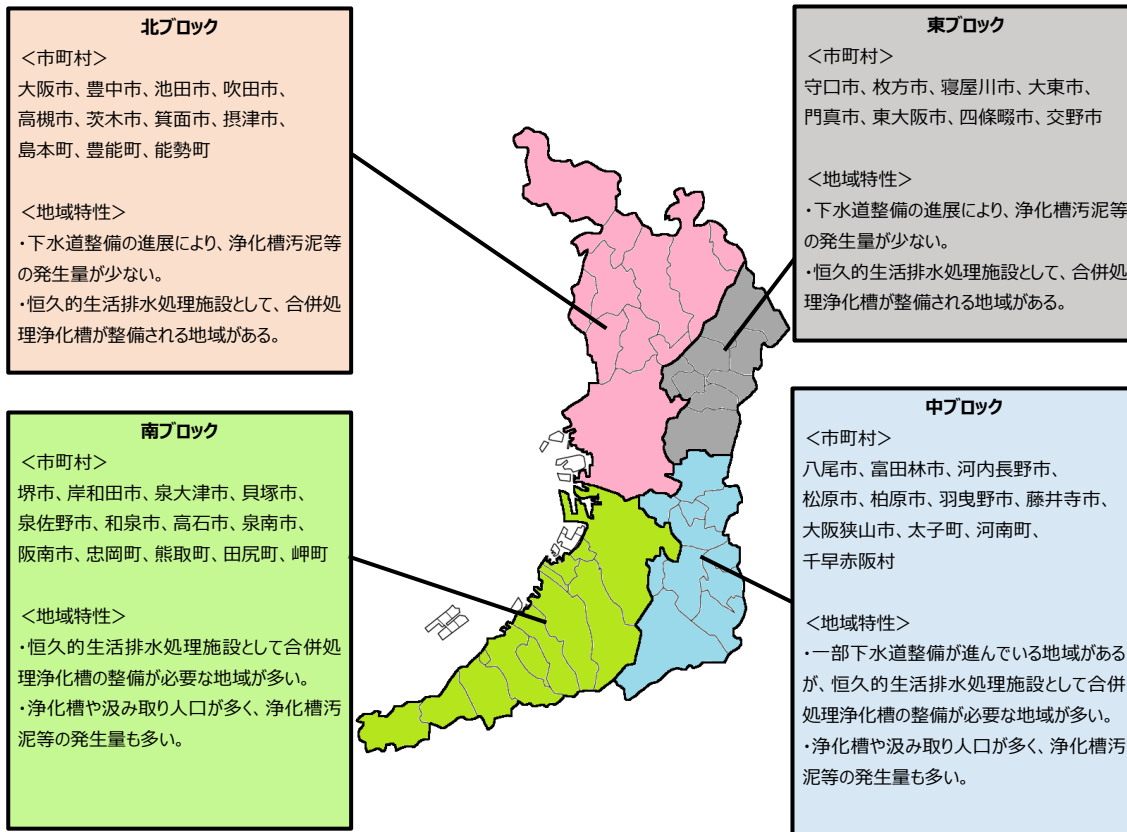 北ブロック
＜市町村＞
大阪市、豊中市、池田市、吹田市、
高槻市、茨木市、箕面市、摂津市、
島本町、豊能町、能勢町
＜地域特性＞
・下水道整備の進展により、浄化槽汚泥等
の発生量が少ない。
・恒久的生活排水処理施設として、合併処
理浄化槽が整備される地域がある。
東ブロック
＜市町村＞
守口市、枚方市、寝屋川市、大東市、
門真市、東大阪市、四條畷市、交野市
＜地域特性＞
・下水道整備の進展により、浄化槽汚泥等
の発生量が少ない。
・恒久的生活排水処理施設として、合併処
理浄化槽が整備される地域がある。
南ブロック
＜市町村＞
堺市、岸和田市、泉大津市、貝塚市、
泉佐野市、和泉市、高石市、泉南市、
阪南市、忠岡町、熊取町、田尻町、岬町
＜地域特性＞
・恒久的生活排水処理施設として合併処
理浄化槽の整備が必要な地域が多い。
・浄化槽や汲み取り人口が多く、浄化槽汚
泥等の発生量も多い。
中ブロック
＜市町村＞
八尾市、富田林市、河内長野市、
松原市、柏原市、羽曳野市、藤井寺市、
大阪狭山市、太子町、河南町、
千早赤阪村
＜地域特性＞
・一部下水道整備が進んでいる地域がある
が、恒久的生活排水処理施設として合併
処理浄化槽の整備が必要な地域が多い。
・浄化槽や汲み取り人口が多く、浄化槽汚
泥等の発生量も多い。